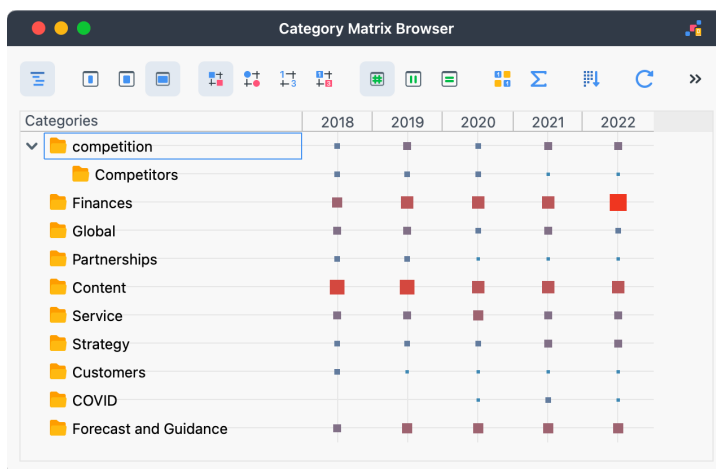 Category Matrix Browser
Categories 2018 2019 2020 2021 2022
competition
Competitors
Finances
Global
Partnerships
Content
Service
Strategy
Customers
COVID
Forecast and Guidance